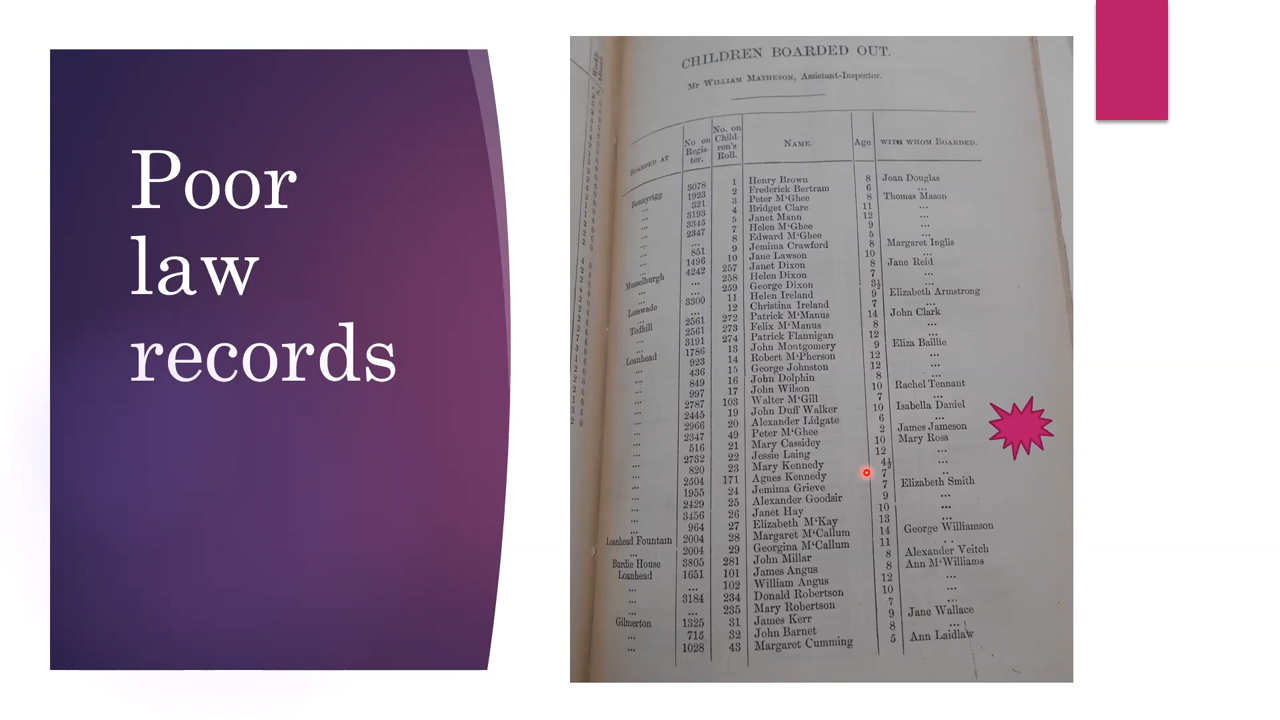 Poor
law
records
CHILDREN BOARDED OUT.
Mr WILLIAM MATHESON, Assistant-Inspector.
BOARDED AT No on Register. No. on Children's Roll. NAME. Age WITH WHOM BOARDED.
Bonnyrigg 3078 1 Henry Brown 8 Joan Douglas
... 1923 2 Frederick Bertram 6 ...
... 321 3 Peter M'Ghee 8 Thomas Mason
... 3193 4 Bridget Clare 11 ...
... 3345 5 Janet Mann 12 ...
... 2347 7 Helen M'Ghee 9 ...
... ... 8 Edward M'Ghee 5 ...
... 851 9 Jemima Crawford 8 Margaret Inglis
... 1496 10 Jane Lawson 10 ...
Musselburgh 4242 257 Janet Dixon 8 Jane Reid
... ... 258 Helen Dixon 7 ...
... ... 259 George Dixon 3½ ...
Lasswade 3300 11 Helen Ireland 9 Elizabeth Armstrong
... ... 12 Christina Ireland 7 ...
Todhill 2561 272 Patrick M'Manus 14 John Clark
... 2561 273 Felix M'Manus 8 ...
... 3191 274 Patrick Flannigan 12 ...
Loanhead 1786 13 John Montgomery 9 Eliza Baillie
... 923 14 Robert M'Pherson 12 ...
... 436 15 George Johnston 12 ...
... 849 16 John Dolphin 8 ...
... 997 17 John Wilson 10 Rachel Tennant
... 2787 103 Walter M'Gill 7 ...
... 2445 19 John Duff Walker 10 Isabella Daniel
... 2966 20 Alexander Lidgate 6 ...
... 2347 49 Peter M'Ghee 2 James Jameson
... 516 21 Mary Cassidey 10 Mary Ross
... 2732 22 Jessie Laing 12 ...
... 820 23 Mary Kennedy 4½ ...
... 2504 171 Agnes Kennedy 7 ...
... 1955 24 Jemima Grieve 7 Elizabeth Smith
... 2429 25 Alexander Goodsir 9 ...
... 3456 26 Janet Hay 10 ...
... 964 27 Elizabeth M'Kay 13 ...
Loanhead Fountain 2004 28 Margaret M'Callum 14 George Williamson
... 2004 29 Georgina M'Callum 11 ...
Burdie House 3805 281 John Millar 8 Alexander Veitch
Loanhead 1651 101 James Angus 8 Ann M'Williams
... ... 102 William Angus 12 ...
... 3184 234 Donald Robertson 10 ...
... ... 235 Mary Robertson 7 ...
Gilmerton 1325 31 James Kerr 9 Jane Wallace
... 715 32 John Barnet 8 ...
... 1028 43 Margaret Cumming 5 Ann Laidlaw